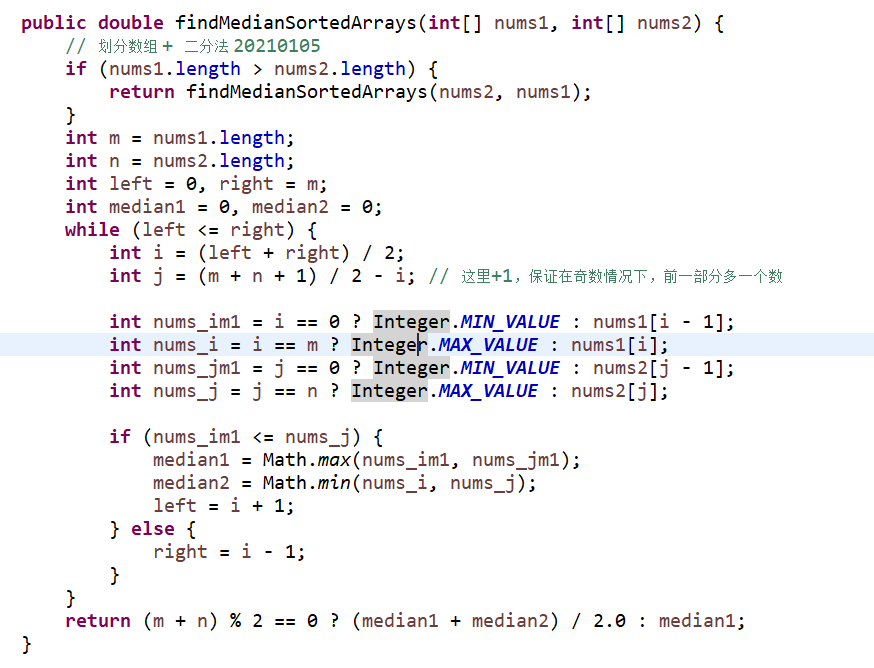 public double findMedianSortedArrays(int[] nums1, int[] nums2) {
    // 划分数组 + 二分法 20210105
    if (nums1.length > nums2.length) {
        return findMedianSortedArrays(nums2, nums1);
    }
    int m = nums1.length;
    int n = nums2.length;
    int left = 0, right = m;
    int median1 = 0, median2 = 0;
    while (left <= right) {
        int i = (left + right) / 2;
        int j = (m + n + 1) / 2 - i; // 这里+1，保证在奇数情况下，前一部分多一个数
        int nums_im1 = i == 0 ? Integer.MIN_VALUE : nums1[i - 1];
        int nums_i = i == m ? Integer.MAX_VALUE : nums1[i];
        int nums_jm1 = j == 0 ? Integer.MIN_VALUE : nums2[j - 1];
        int nums_j = j == n ? Integer.MAX_VALUE : nums2[j];
        if (nums_im1 <= nums_j) {
            median1 = Math.max(nums_im1, nums_jm1);
            median2 = Math.min(nums_i, nums_j);
            left = i + 1;
        } else {
            right = i - 1;
        }
    }
    return (m + n) % 2 == 0 ? (median1 + median2) / 2.0 : median1;
}